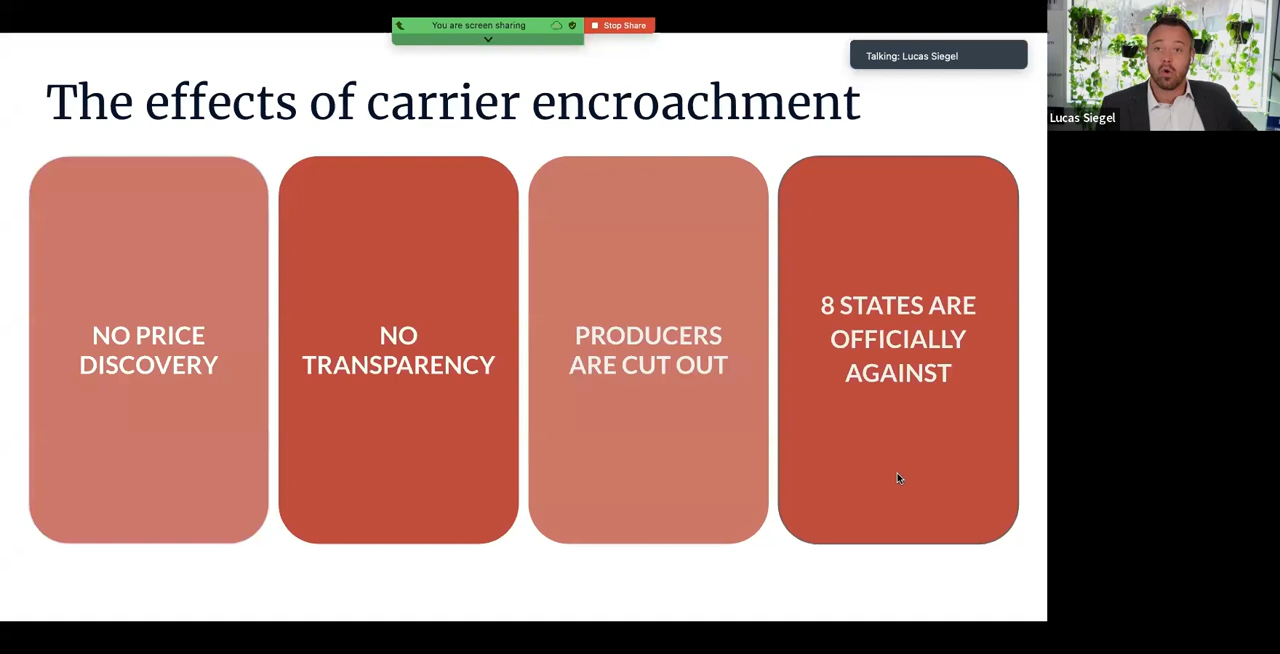 You are screen sharing
Stop Share
Talking: Lucas Siegel
Lucas Siegel
The effects of carrier encroachment
NO PRICE
DISCOVERY
NO
TRANSPARENCY
PRODUCERS
ARE CUT OUT
8 STATES ARE
OFFICIALLY
AGAINST